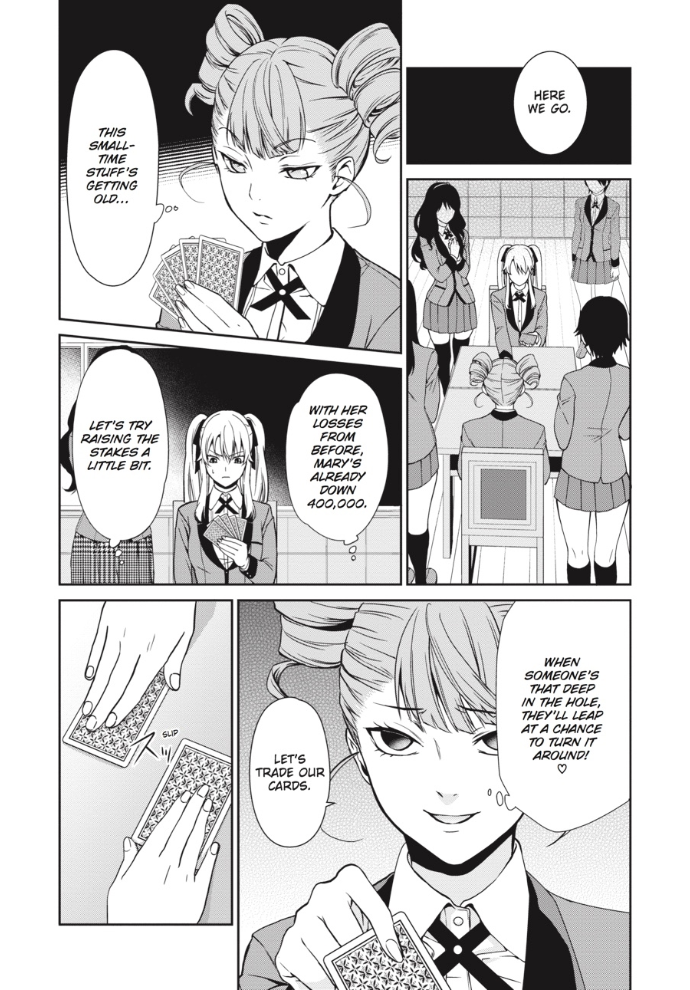 HERE
WE GO.
THIS
SMALL-
TIME
STUFF'S
GETTING
OLD...
WITH HER
LOSSES
FROM
BEFORE,
MARY'S
ALREADY
DOWN
400,000.
LET'S TRY
RAISING THE
STAKES A
LITTLE BIT.
WHEN
SOMEONE'S
THAT DEEP
IN THE HOLE,
THEY'LL LEAP
AT A CHANCE
TO TURN IT
AROUND!
♡
LET'S
TRADE OUR
CARDS.
SLIP